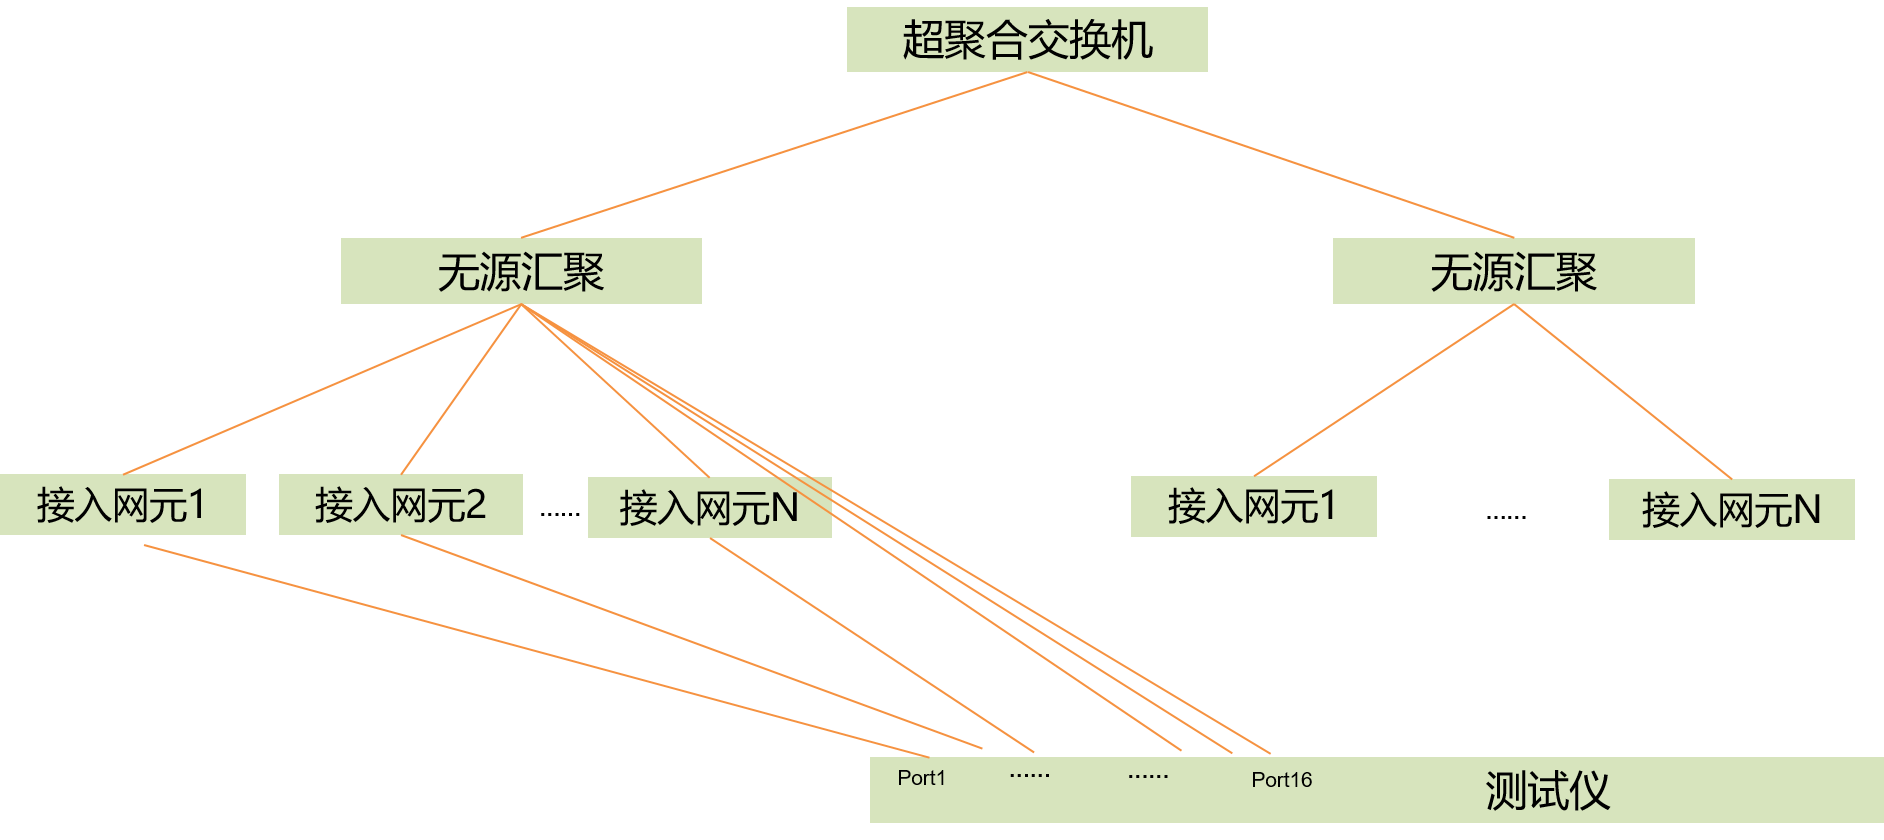 超聚合交换机
无源汇聚
无源汇聚
接入网元1
接入网元2
......
接入网元N
接入网元1
......
接入网元N
Port1
......
......
Port16
测试仪